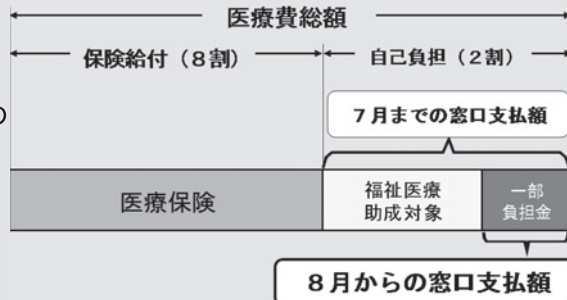 医療費総額
保険給付（8割）
自己負担（2割）
7月までの窓口支払額
医療保険
福祉医療
助成対象
一部
負担金
8月からの窓口支払額